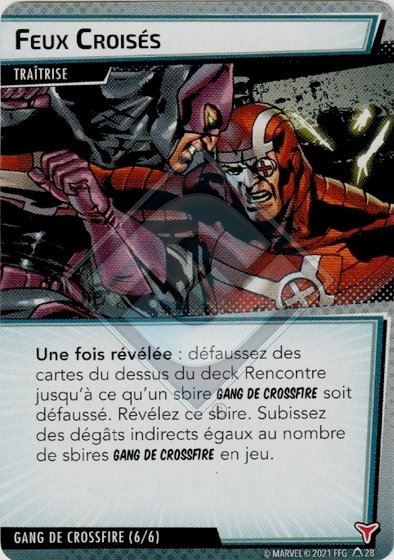 Feux Croisés
TRAÎTRISE
Une fois révélée : défaussez des
cartes du dessus du deck Rencontre
jusqu'à ce qu'un sbire GANG DE CROSSFIRE soit
défaussé. Révélez ce sbire. Subissez
des dégâts indirects égaux au nombre
de sbires GANG DE CROSSFIRE en jeu.
© MARVEL © 2021 FFG 28
GANG DE CROSSFIRE (6/6)